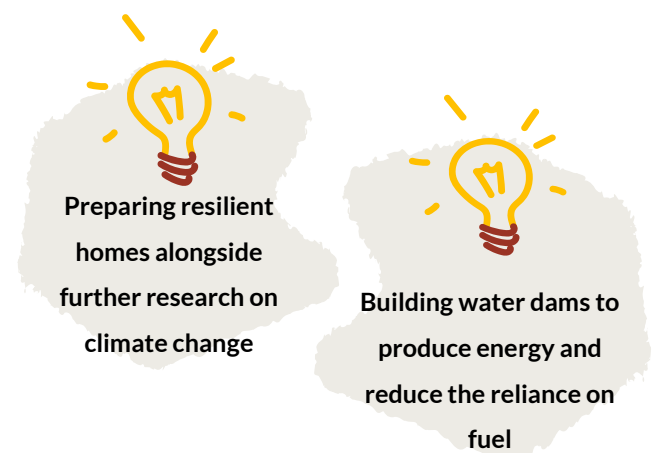 Preparing resilient
homes alongside
further research on
climate change
Building water dams to
produce energy and
reduce the reliance on
fuel